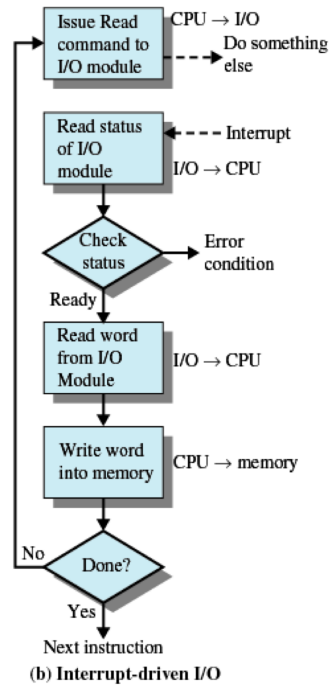 Issue Read
command to
I/O module
CPU → I/O
Do something
else
Read status
of I/O
module
Interrupt
I/O → CPU
Check
status
Error
condition
Ready
Read word
from I/O
Module
I/O → CPU
Write word
into memory
CPU → memory
No
Done?
Yes
Next instruction
(b) Interrupt-driven I/O